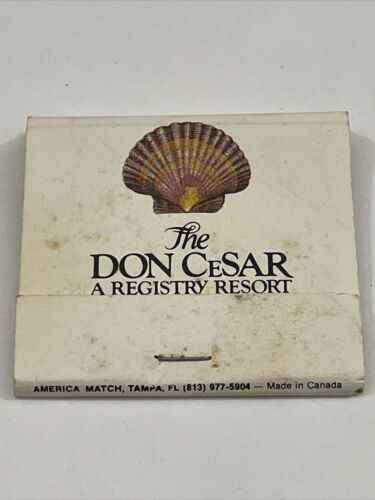 The
DON CeSAR
A REGISTRY RESORT
AMERICA MATCH, TAMPA, FL (813) 977-5904 — Made in Canada